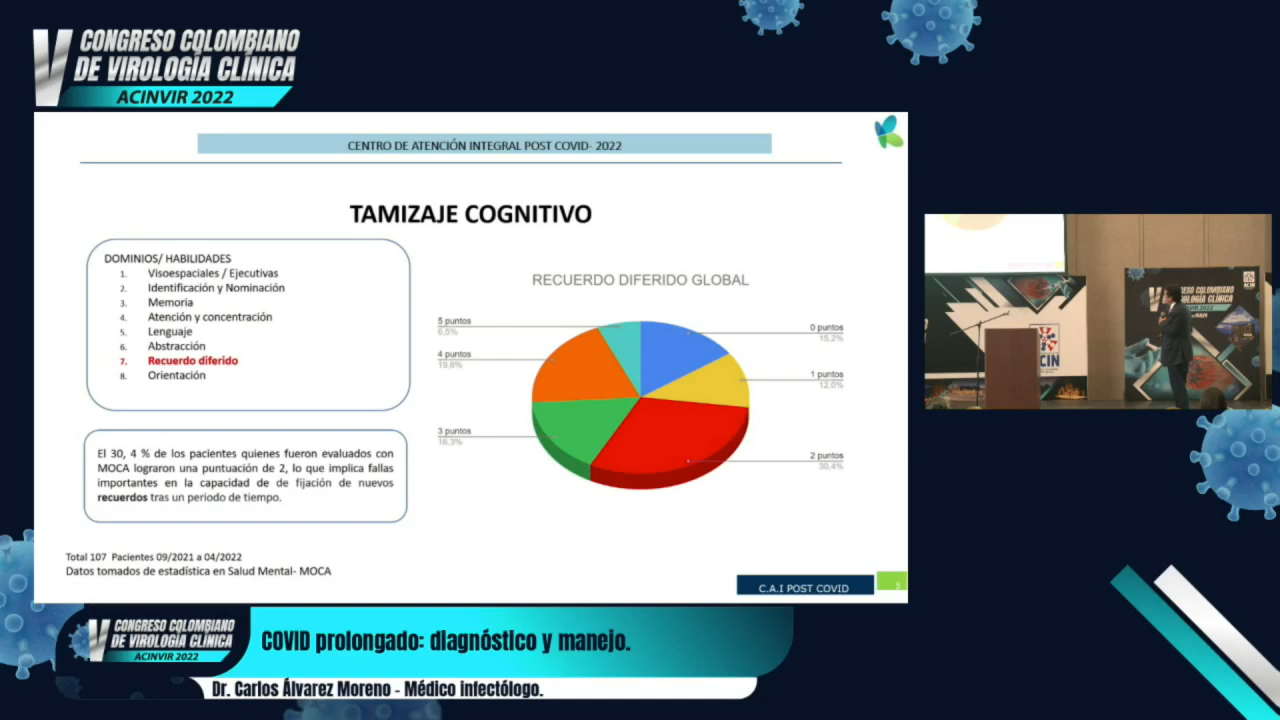 V CONGRESO COLOMBIANO
DE VIROLOGÍA CLÍNICA
ACINVIR 2022
CENTRO DE ATENCIÓN INTEGRAL POST COVID- 2022
TAMIZAJE COGNITIVO
DOMINIOS/ HABILIDADES
1. Visoespaciales / Ejecutivas
2. Identificación y Nominación
3. Memoria
4. Atención y concentración
5. Lenguaje
6. Abstracción
7. Recuerdo diferido
8. Orientación
El 30, 4 % de los pacientes quienes fueron evaluados con
MOCA lograron una puntuación de 2, lo que implica fallas
importantes en la capacidad de de fijación de nuevos
recuerdos tras un periodo de tiempo.
RECUERDO DIFERIDO GLOBAL
5 puntos
6,5%
4 puntos
19,6%
3 puntos
16,3%
0 puntos
15,2%
1 puntos
12,0%
2 puntos
30,4%
Total 107 Pacientes 09/2021 a 04/2022
Datos tomados de estadística en Salud Mental- MOCA
C.A.I POST COVID
5
CONGRESO COLOMBIANO
VIROLOGÍA CLÍNICA
ACIN
V CONGRESO COLOMBIANO
DE VIROLOGÍA CLÍNICA
ACINVIR 2022
COVID prolongado: diagnóstico y manejo.
Dr. Carlos Álvarez Moreno - Médico infectólogo.